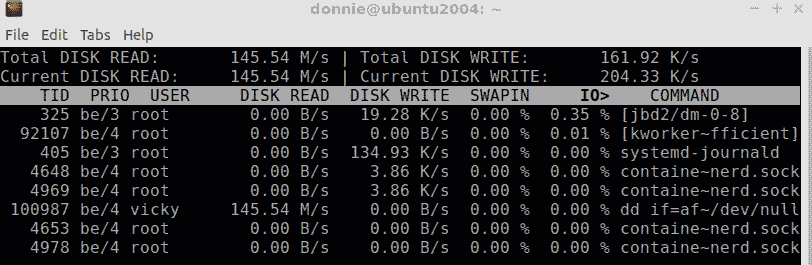 donnie@ubuntu2004: ~
File Edit Tabs Help
Total DISK READ: 145.54 M/s | Total DISK WRITE: 161.92 K/s
Current DISK READ: 145.54 M/s | Current DISK WRITE: 204.33 K/s
TID PRIO USER DISK READ DISK WRITE SWAPIN IO> COMMAND
325 be/3 root 0.00 B/s 19.28 K/s 0.00 % 0.35 % [jbd2/dm-0-8]
92107 be/4 root 0.00 B/s 0.00 B/s 0.00 % 0.01 % [kworker~fficient]
405 be/3 root 0.00 B/s 134.93 K/s 0.00 % 0.00 % systemd-journald
4648 be/4 root 0.00 B/s 3.86 K/s 0.00 % 0.00 % containe~nerd.sock
4969 be/4 root 0.00 B/s 3.86 K/s 0.00 % 0.00 % containe~nerd.sock
100987 be/4 vicky 145.54 M/s 0.00 B/s 0.00 % 0.00 % dd if=af~/dev/null
4653 be/4 root 0.00 B/s 0.00 B/s 0.00 % 0.00 % containe~nerd.sock
4978 be/4 root 0.00 B/s 0.00 B/s 0.00 % 0.00 % containe~nerd.sock